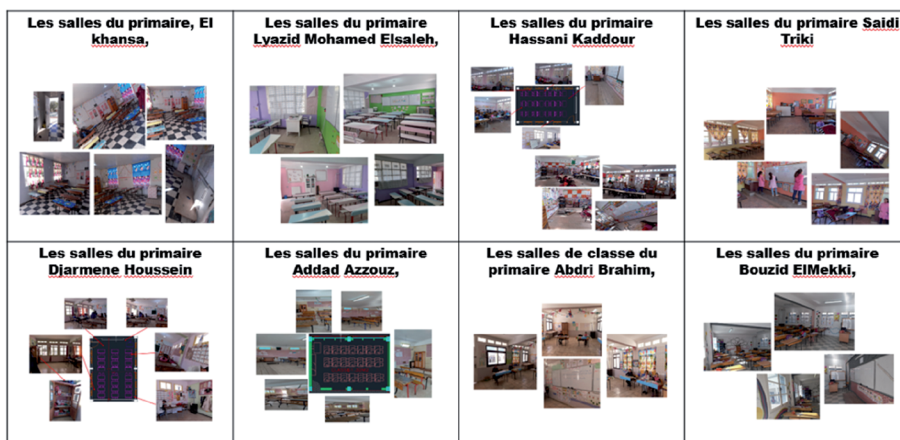 Les salles du primaire, El
khansa,
Les salles du primaire
Lyazid Mohamed Elsaleh,
Les salles du primaire
Hassani Kaddour
Les salles du primaire Saidi
Triki
Les salles du primaire
Djarmene Houssein
Les salles du primaire
Addad Azzouz,
Les salles de classe du
primaire Abdri Brahim,
Les salles du primaire
Bouzid ElMekki,